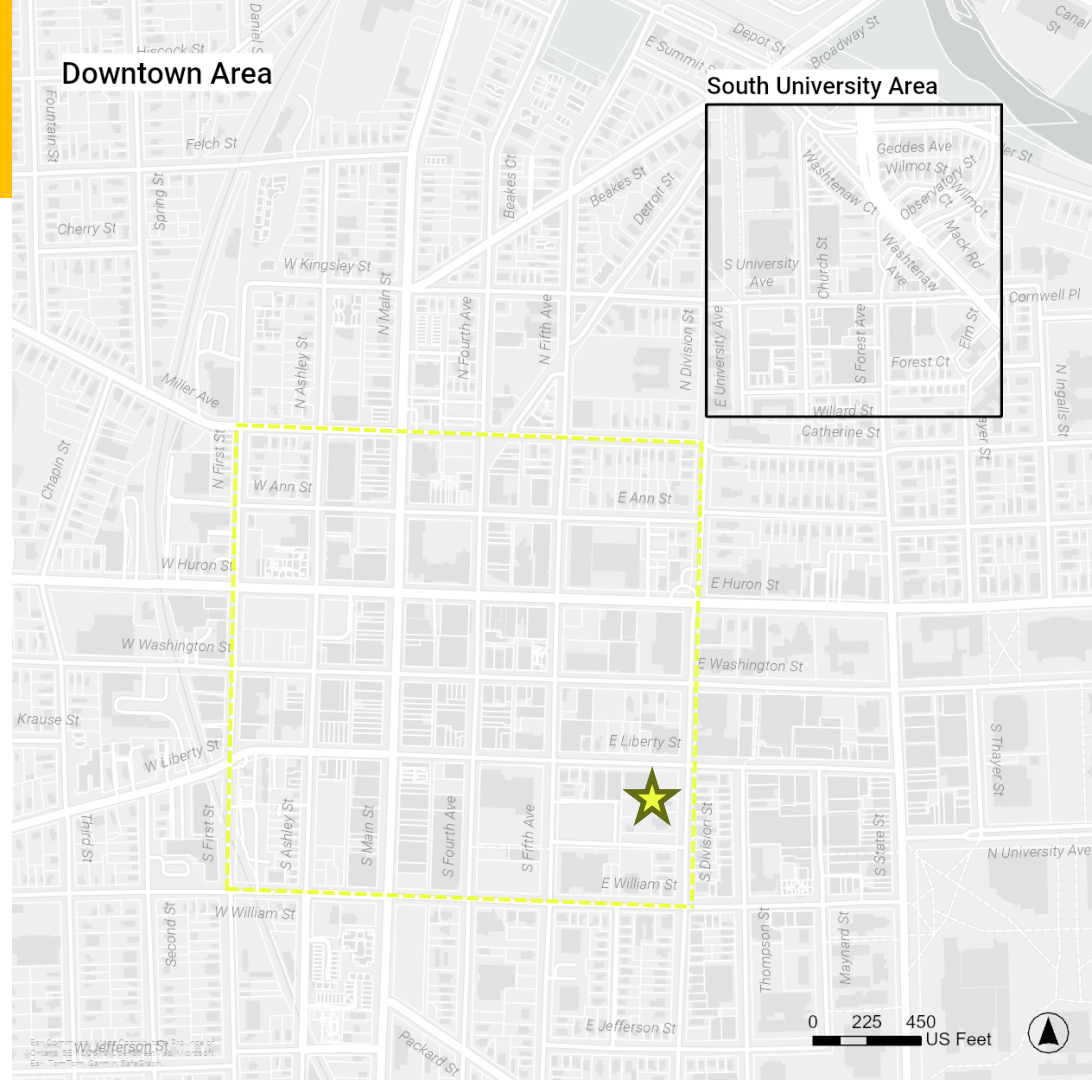 Daniel S
Hiscock St
Downtown Area
Depot St
Broadway St
Canal
St
E Summit St
South University Area
Fountain St
Felch St
Geddes Ave
Wilmot St
ler St
Washtenaw Ct
Observatory St
Wilmot
Ct
Beakes Ct
Beakes St
Detroit St
Spring St
Cherry St
Mack Rd
Church St
S University
Ave
Washtenaw
Ave
W Kingsley St
Cornwell Pl
N Main St
N Fourth Ave
N Fifth Ave
N Division St
E University Ave
S Forest Ave
Elm St
Forest Ct
N Ashley St
Miller Ave
N Ingalls St
Willard St
Catherine St
ayer St
N First St
Chapin St
W Ann St
E Ann St
W Huron St
E Huron St
W Washington St
E Washington St
Krause St
W Liberty St
E Liberty St
S Thayer St
Third St
S First St
S Ashley St
S Main St
S Fourth Ave
S Fifth Ave
S Division St
S State St
N University Ave
E William St
W William St
Second St
Thompson St
Maynard St
E Jefferson St
W Jefferson St
Packard St
0 225 450
US Feet